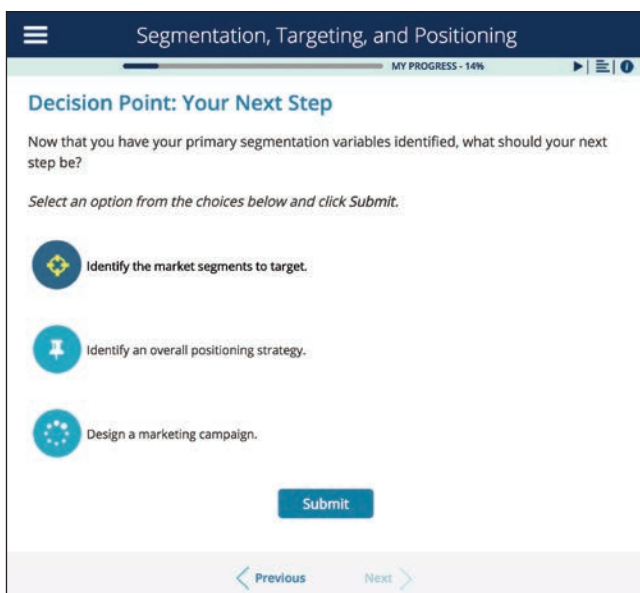 Segmentation, Targeting, and Positioning
MY PROGRESS - 14%
Decision Point: Your Next Step
Now that you have your primary segmentation variables identified, what should your next
step be?
Select an option from the choices below and click Submit.
Identify the market segments to target.
Identify an overall positioning strategy.
Design a marketing campaign.
Submit
Previous
Next